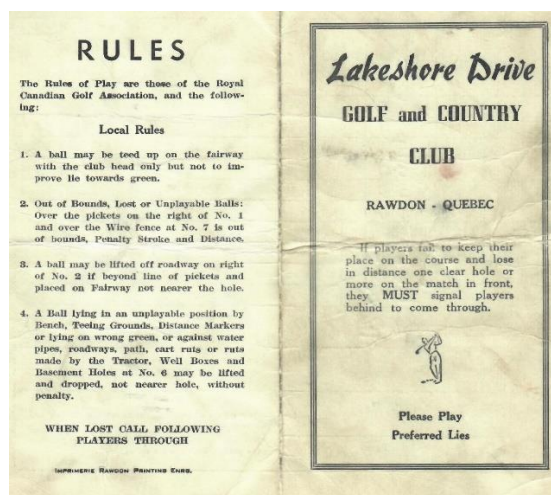 RULES
The Rules of Play are those of the Royal
Canadian Golf Association, and the follow-
ing:
Local Rules
1. A ball may be teed up on the fairway
with the club head only but not to im-
prove lie towards green.
2. Out of Bounds, Lost or Unplayable Balls:
Over the pickets on the right of No. 1
and over the Wire fence at No. 7 is out
of bounds, Penalty Stroke and Distance.
3. A ball may be lifted off roadway on right
of No. 2 if beyond line of pickets and
placed on Fairway not nearer the hole.
4. A Ball lying in an unplayable position by
Bench, Teeing Grounds, Distance Markers
or lying on wrong green, or against water
pipes, roadways, path, cart ruts or ruts
made by the Tractor, Well Boxes and
Basement Holes at No. 6 may be lifted
and dropped, not nearer hole, without
penalty.
WHEN LOST CALL FOLLOWING
PLAYERS THROUGH
IMPRIMERIE RAWDON PRINTING ENRG.
Lakeshore Drive
GOLF and COUNTRY
CLUB
RAWDON - QUEBEC
If players fail to keep their
place on the course and lose
in distance one clear hole or
more on the match in front,
they MUST signal players
behind to come through.
Please Play
Preferred Lies